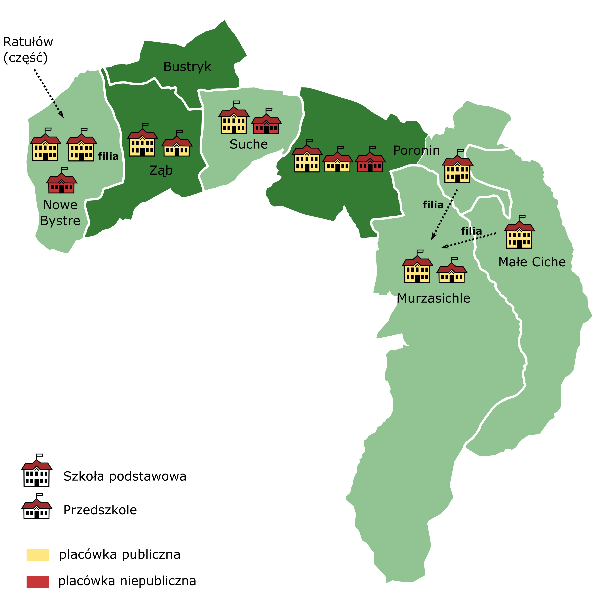 Ratułów
(część)
Bustryk
Suche
Poronin
filia
Ząb
Nowe
Bystre
filia
filia
Małe Ciche
Murzasichle
Szkoła podstawowa
Przedszkole
placówka publiczna
placówka niepubliczna